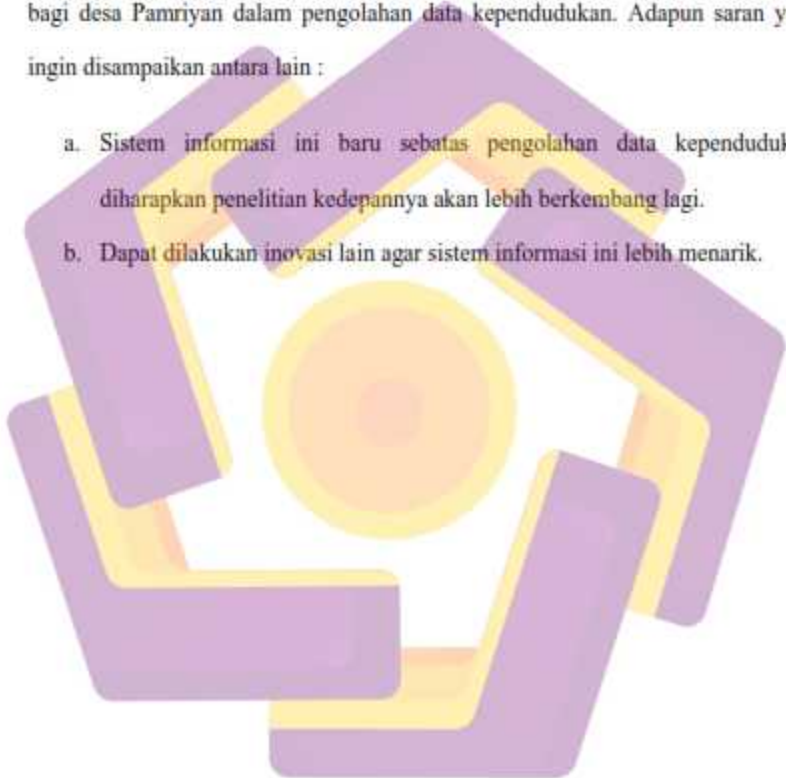 bagi desa Pamriyan dalam pengolahan data kependudukan. Adapun saran y
ingin disampaikan antara lain :
a. Sistem informasi ini baru sebatas pengolahan data kependuduk
diharapkan penelitian kedepannya akan lebih berkembang lagi.
b. Dapat dilakukan inovasi lain agar sistem informasi ini lebih menarik.